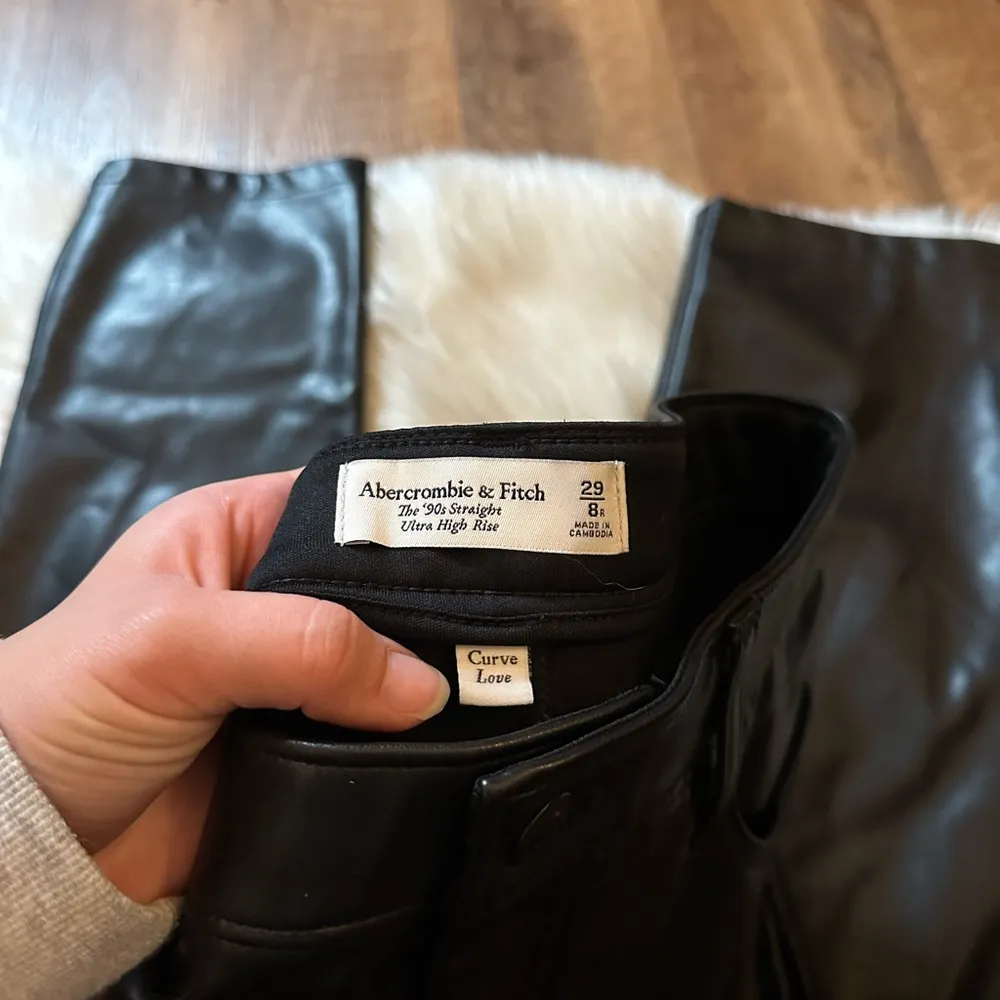 Abercrombie & Fitch
The '90s Straight
Ultra High Rise
29
8R
MADE IN
CAMBODIA
Curve
Love